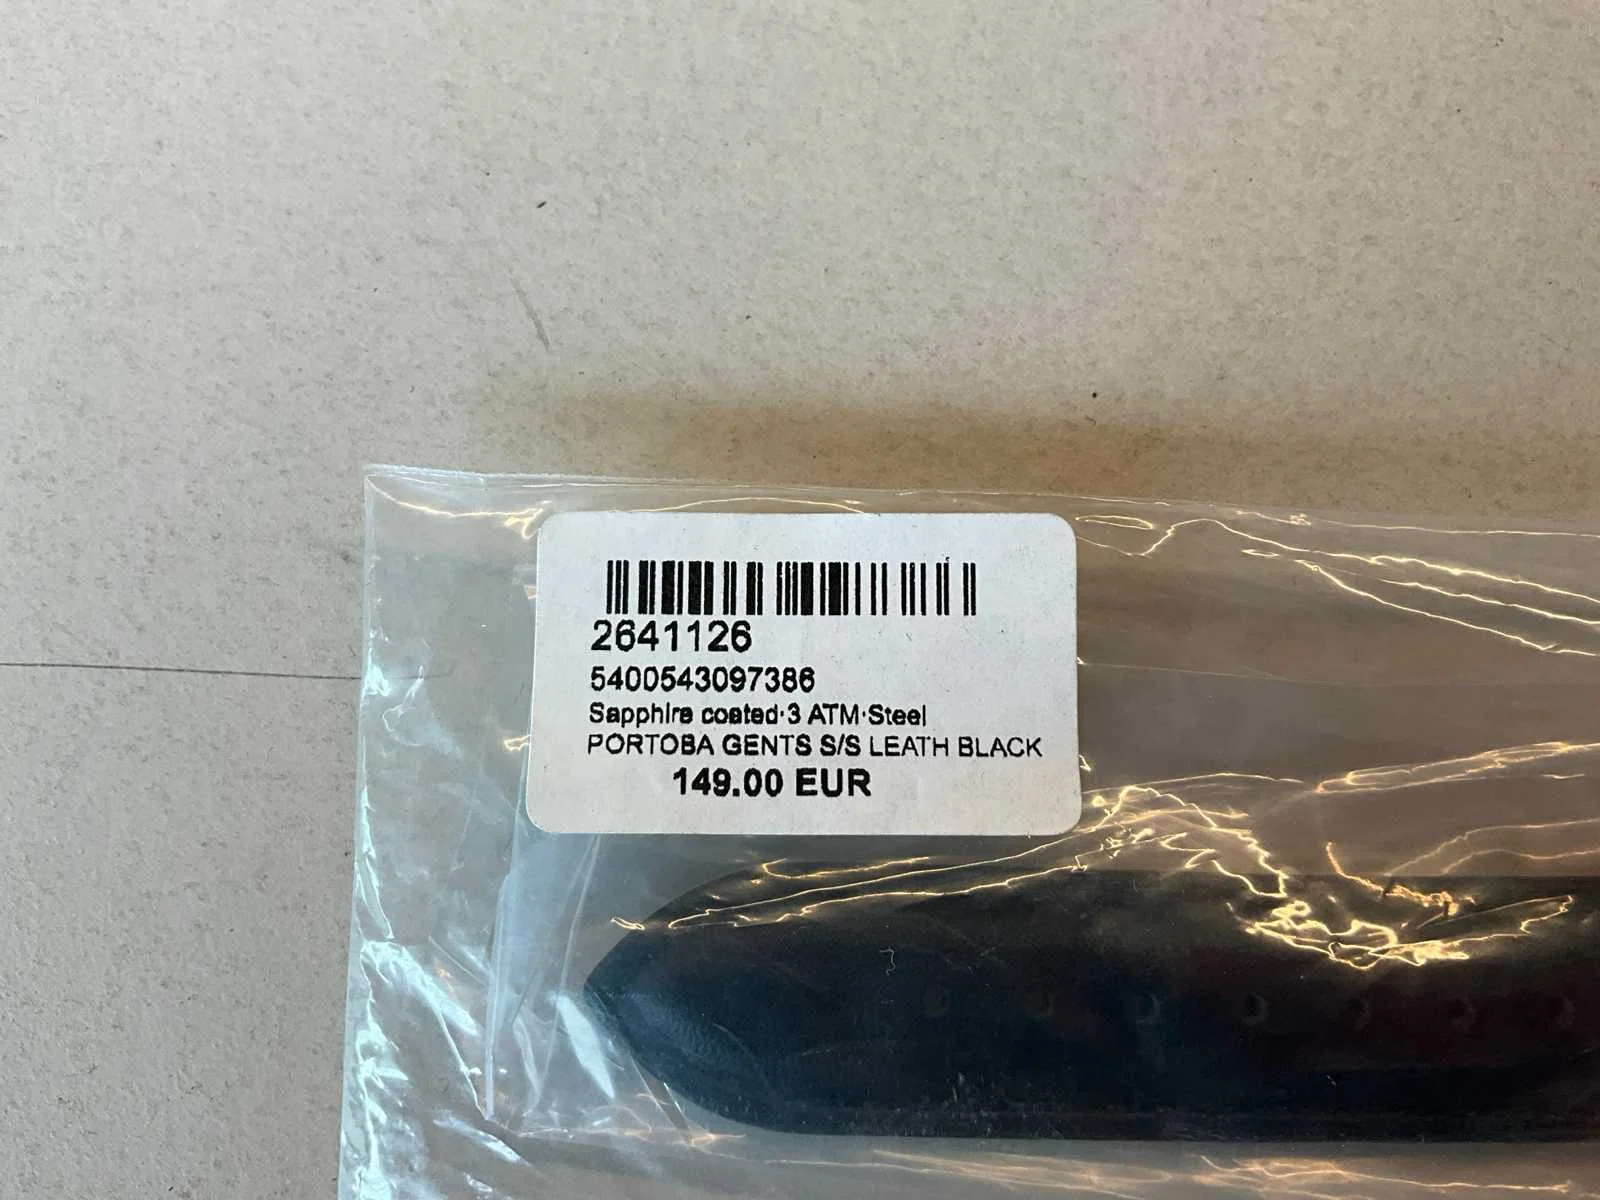 2641126
5400543097386
Sapphire coated·3 ATM·Steel
PORTOBA GENTS S/S LEATH BLACK
149.00 EUR